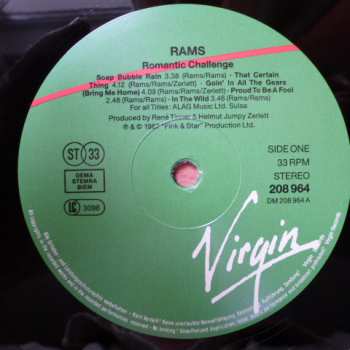 RAMS
Romantic Challenge
Soap Bubble Rain 3.38 (Rams/Rams) · That Certain
Thing 4.12 (Rams/Rams/Zerlett) · Goin' In All The Gears
(Bring Me Home) 4.09 (Rams/Rams/Zerlett) · Proud To Be A Fool
2.48 (Rams/Rams) · In The Wild 3.46 (Rams/Rams)
For all Titles: ALAG Music Ltd. Suisa
Produced by René Tinner & Helmut Jumpy Zerlett
℗ & © 1987 "Pink & Star" Production Ltd.
ST 33
GEMA
STEMRA
BIEM
LC 3098
SIDE ONE
33 RPM
STEREO
208 964
DM 208 964 A
Virgin